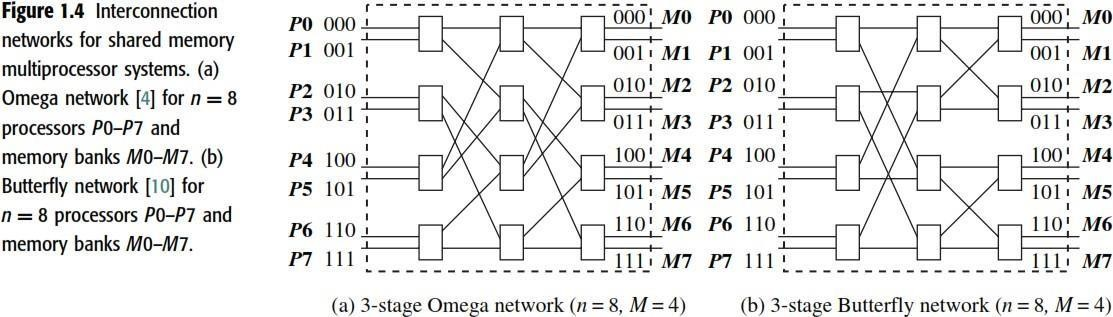 Figure 1.4 Interconnection
networks for shared memory
multiprocessor systems. (a)
Omega network [4] for n = 8
processors P0–P7 and
memory banks M0–M7. (b)
Butterfly network [10] for
n = 8 processors P0–P7 and
memory banks M0–M7.
P0 000
P1 001
P2 010
P3 011
P4 100
P5 101
P6 110
P7 111
000 M0
001 M1
010 M2
011 M3
100 M4
101 M5
110 M6
111 M7
(a) 3-stage Omega network (n = 8, M = 4)
P0 000
P1 001
P2 010
P3 011
P4 100
P5 101
P6 110
P7 111
000 M0
001 M1
010 M2
011 M3
100 M4
101 M5
110 M6
111 M7
(b) 3-stage Butterfly network (n = 8, M = 4)